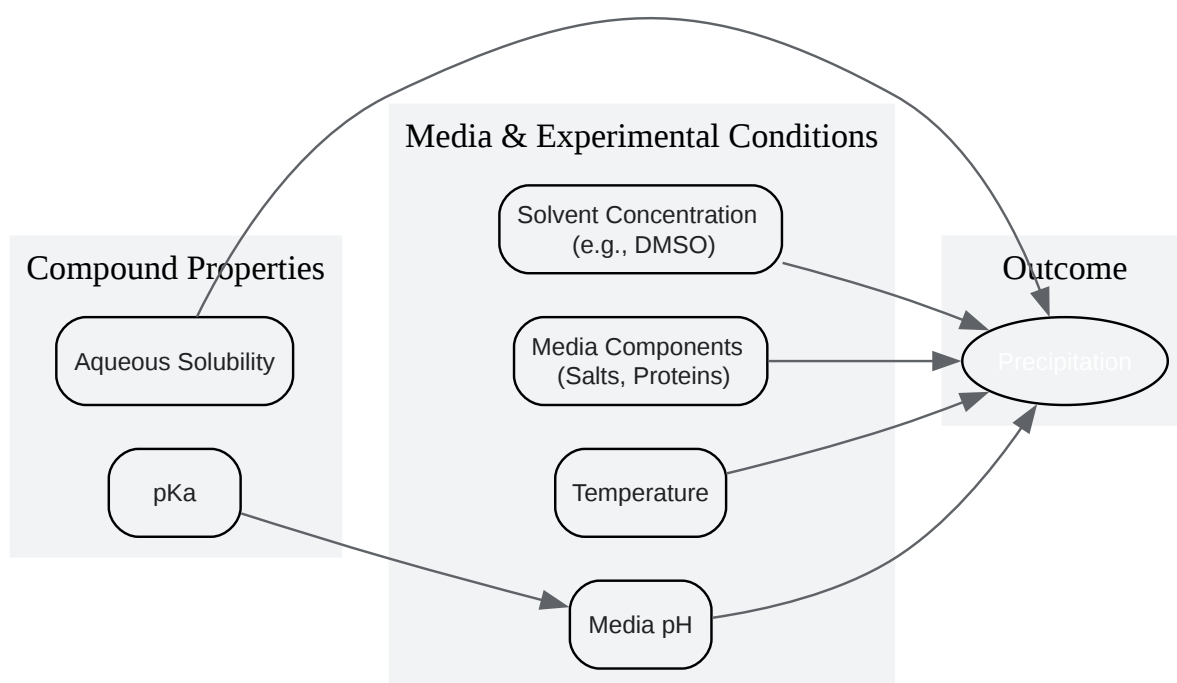 Media & Experimental Conditions
Solvent Concentration
(e.g., DMSO)
Compound Properties
Outcome
Aqueous Solubility
Media Components
(Salts, Proteins)
Precipitation
pKa
Temperature
Media pH